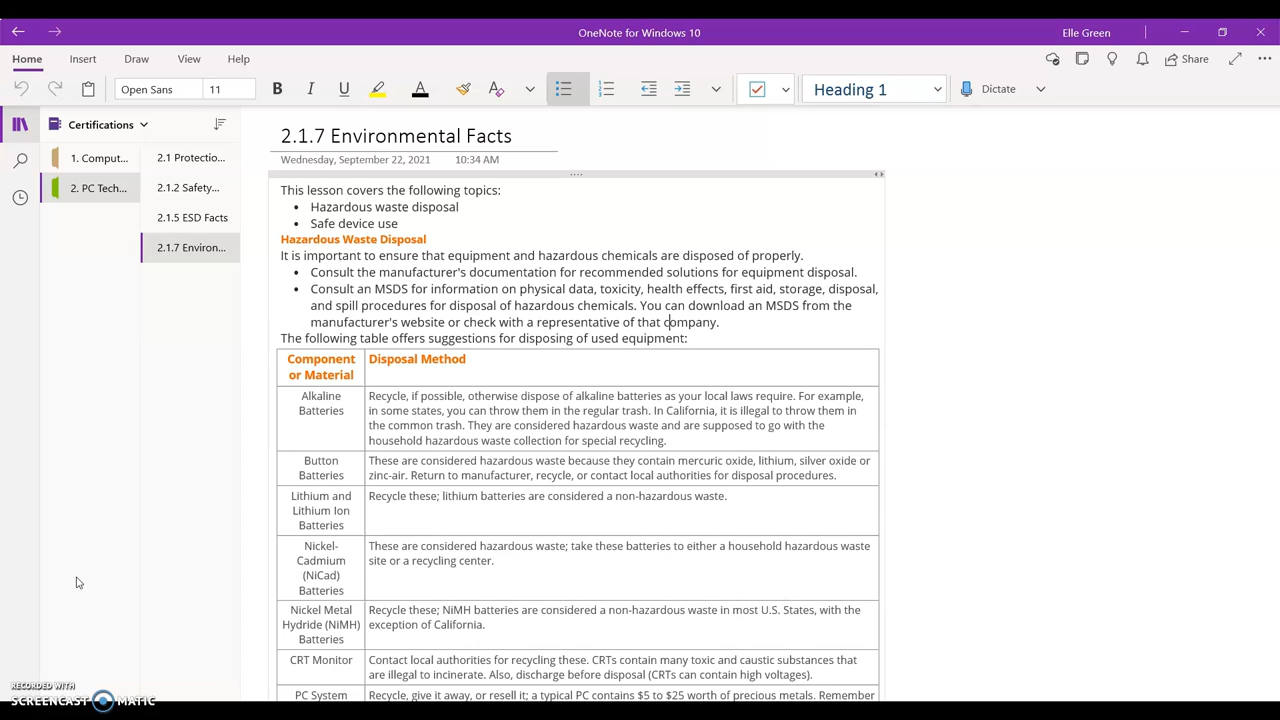 OneNote for Windows 10
Elle Green
Home
Insert
Draw
View
Help
Share
Open Sans
11
B
I
U
A
A
Heading 1
Dictate
Certifications
1. Comput...
2. PC Tech...
2.1 Protectio...
2.1.2 Safety...
2.1.5 ESD Facts
2.1.7 Environ...
2.1.7 Environmental Facts
Wednesday, September 22, 2021 10:34 AM
This lesson covers the following topics:
• Hazardous waste disposal
• Safe device use
Hazardous Waste Disposal
It is important to ensure that equipment and hazardous chemicals are disposed of properly.
• Consult the manufacturer's documentation for recommended solutions for equipment disposal.
• Consult an MSDS for information on physical data, toxicity, health effects, first aid, storage, disposal,
and spill procedures for disposal of hazardous chemicals. You can download an MSDS from the
manufacturer's website or check with a representative of that company.
The following table offers suggestions for disposing of used equipment:
Component
or Material
Disposal Method
Alkaline
Batteries
Recycle, if possible, otherwise dispose of alkaline batteries as your local laws require. For example,
in some states, you can throw them in the regular trash. In California, it is illegal to throw them in
the common trash. They are considered hazardous waste and are supposed to go with the
household hazardous waste collection for special recycling.
Button
Batteries
These are considered hazardous waste because they contain mercuric oxide, lithium, silver oxide or
zinc-air. Return to manufacturer, recycle, or contact local authorities for disposal procedures.
Lithium and
Lithium Ion
Batteries
Recycle these; lithium batteries are considered a non-hazardous waste.
Nickel-
Cadmium
(NiCad)
Batteries
These are considered hazardous waste; take these batteries to either a household hazardous waste
site or a recycling center.
Nickel Metal
Hydride (NiMH)
Batteries
Recycle these; NiMH batteries are considered a non-hazardous waste in most U.S. States, with the
exception of California.
CRT Monitor
Contact local authorities for recycling these. CRTs contain many toxic and caustic substances that
are illegal to incinerate. Also, discharge before disposal (CRTs can contain high voltages).
PC System
Recycle, give it away, or resell it; a typical PC contains $5 to $25 worth of precious metals. Remember
RECORDED WITH
SCREENCAST MATIC